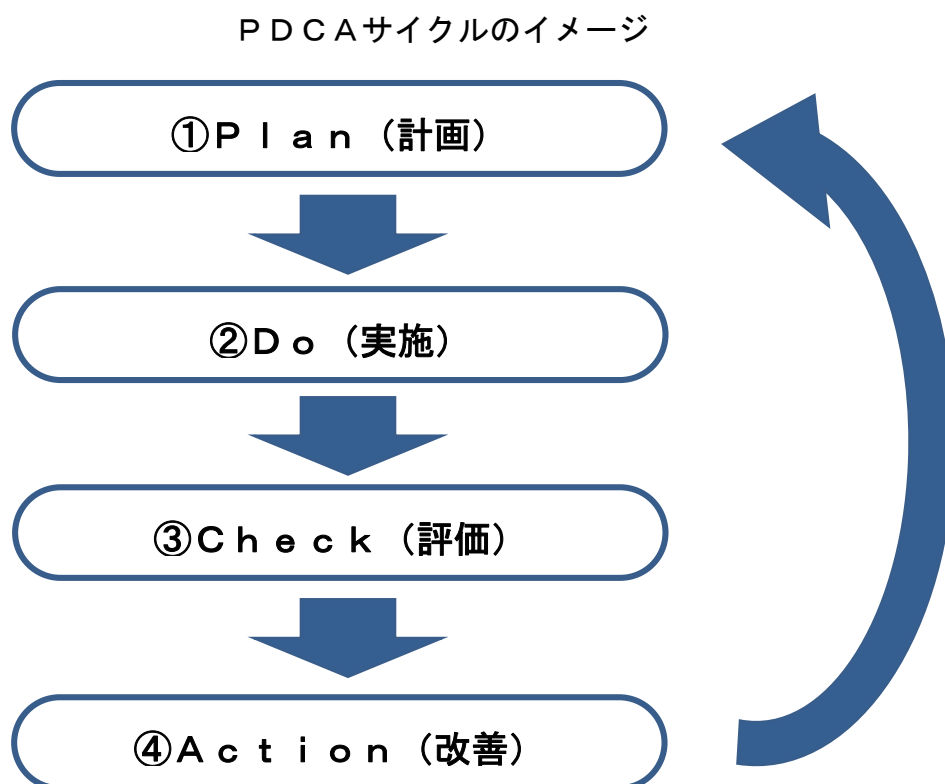 ＰＤＣＡサイクルのイメージ
①Ｐｌａｎ（計画）
②Ｄｏ（実施）
③Ｃｈｅｃｋ（評価）
④Ａｃｔｉｏｎ（改善）